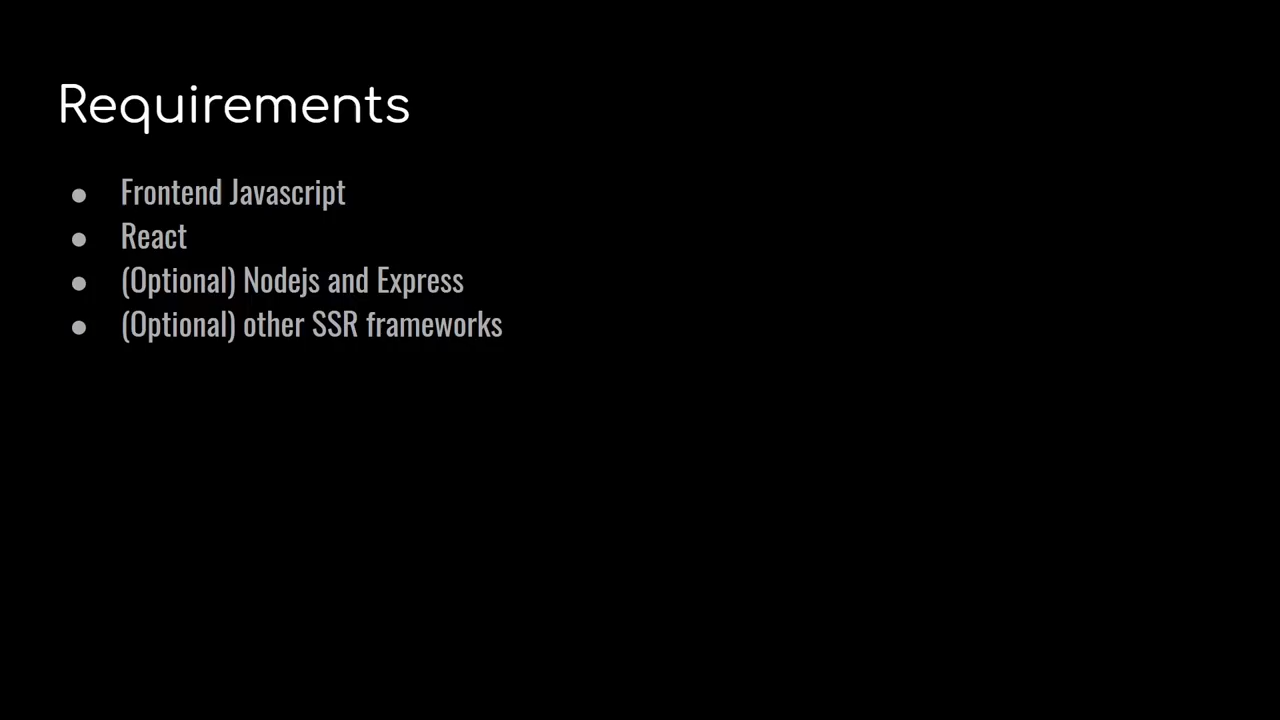 Requirements
● Frontend Javascript
● React
● (Optional) Nodejs and Express
● (Optional) other SSR frameworks